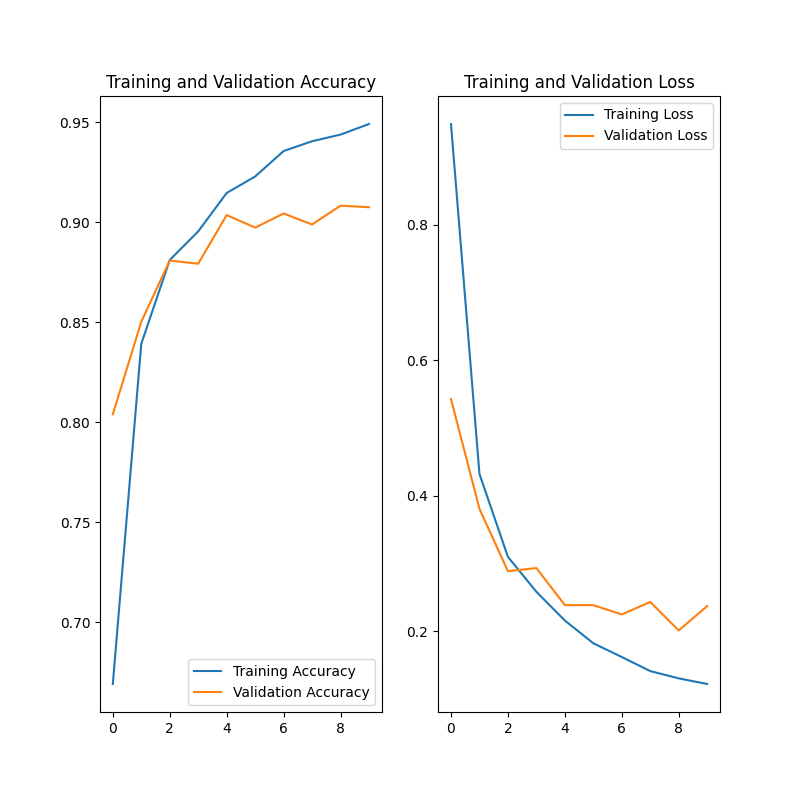 Training and Validation Accuracy
0.95
0.90
0.85
0.80
0.75
0.70
Training Accuracy
Validation Accuracy
0 2 4 6 8
Training and Validation Loss
Training Loss
Validation Loss
0.8
0.6
0.4
0.2
0 2 4 6 8